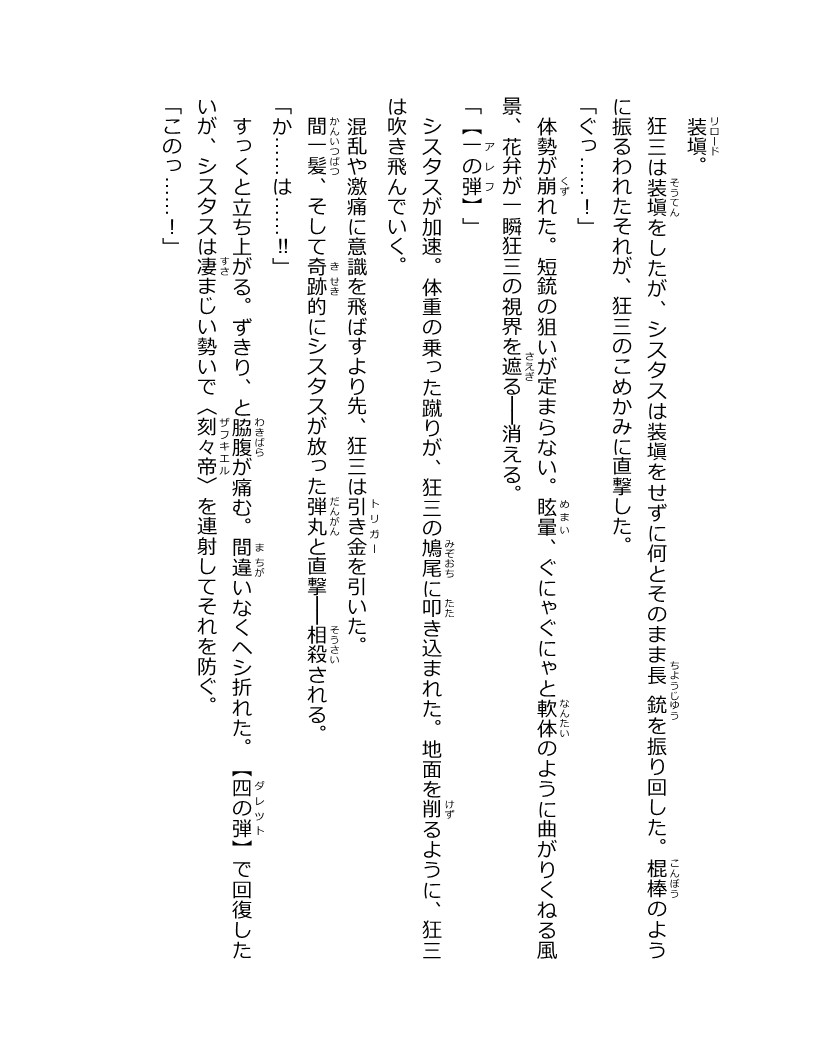 装塡。
狂三は装塡をしたが、シスタスは装塡をせずに何とそのまま長銃を振り回した。棍棒のよう
に振るわれたそれが、狂三のこめかみに直撃した。
「ぐっ……！」
体勢が崩れた。短銃の狙いが定まらない。眩暈、ぐにゃぐにゃと軟体のように曲がりくねる風
景、花弁が一瞬狂三の視界を遮る──消える。
「【一の弾】」
シスタスが加速。体重の乗った蹴りが、狂三の鳩尾に叩き込まれた。地面を削るように、狂三
は吹き飛んでいく。
混乱や激痛に意識を飛ばすより先、狂三は引き金を引いた。
間一髪、そして奇跡的にシスタスが放った弾丸と直撃──相殺される。
「か……は……‼」
すっくと立ち上がる。ずきり、と脇腹が痛む。間違いなくヘシ折れた。【四の弾】で回復した
いが、シスタスは凄まじい勢いで〈刻々帝〉を連射してそれを防ぐ。
「このっ……！」